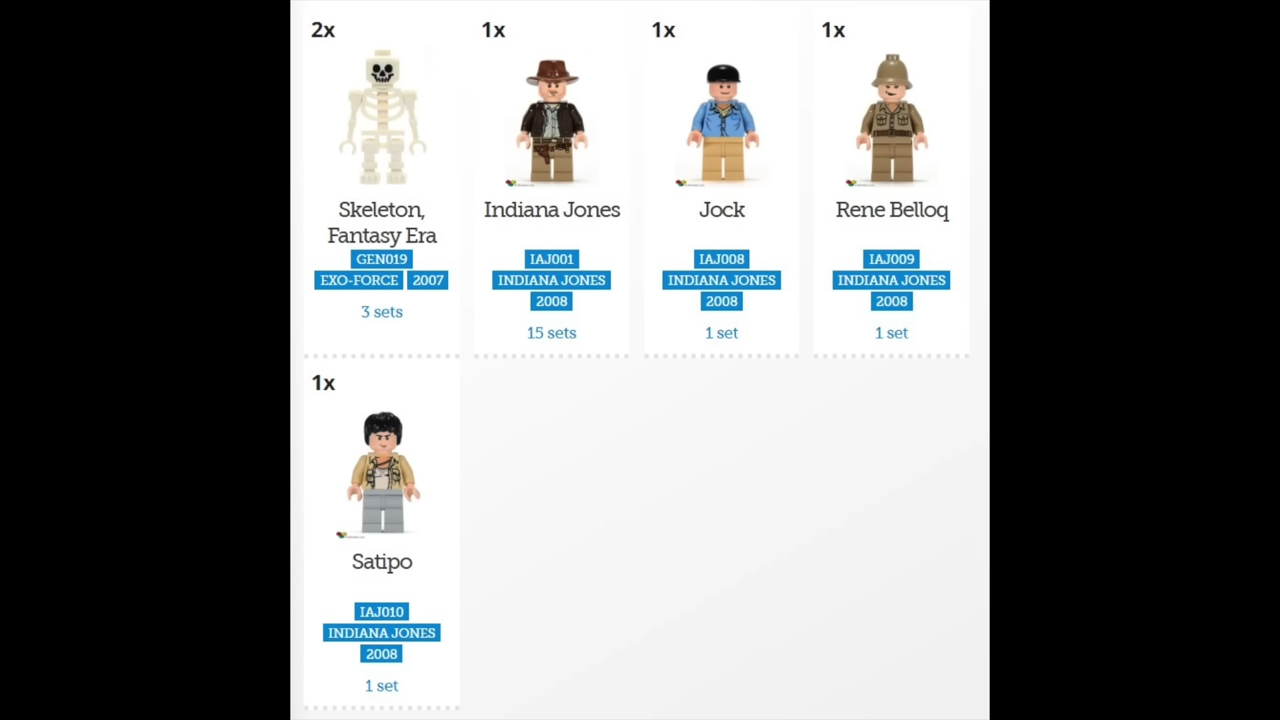 2x
Skeleton,
Fantasy Era
GEN019
EXO-FORCE 2007
3 sets
1x
Indiana Jones
IAJ001
INDIANA JONES
2008
15 sets
1x
Jock
IAJ008
INDIANA JONES
2008
1 set
1x
Rene Belloq
IAJ009
INDIANA JONES
2008
1 set
1x
Satipo
IAJ010
INDIANA JONES
2008
1 set